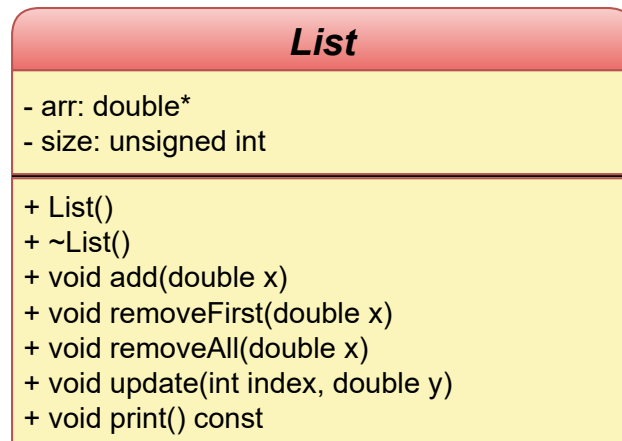 List
- arr: double*
- size: unsigned int
+ List()
+ ~List()
+ void add(double x)
+ void removeFirst(double x)
+ void removeAll(double x)
+ void update(int index, double y)
+ void print() const